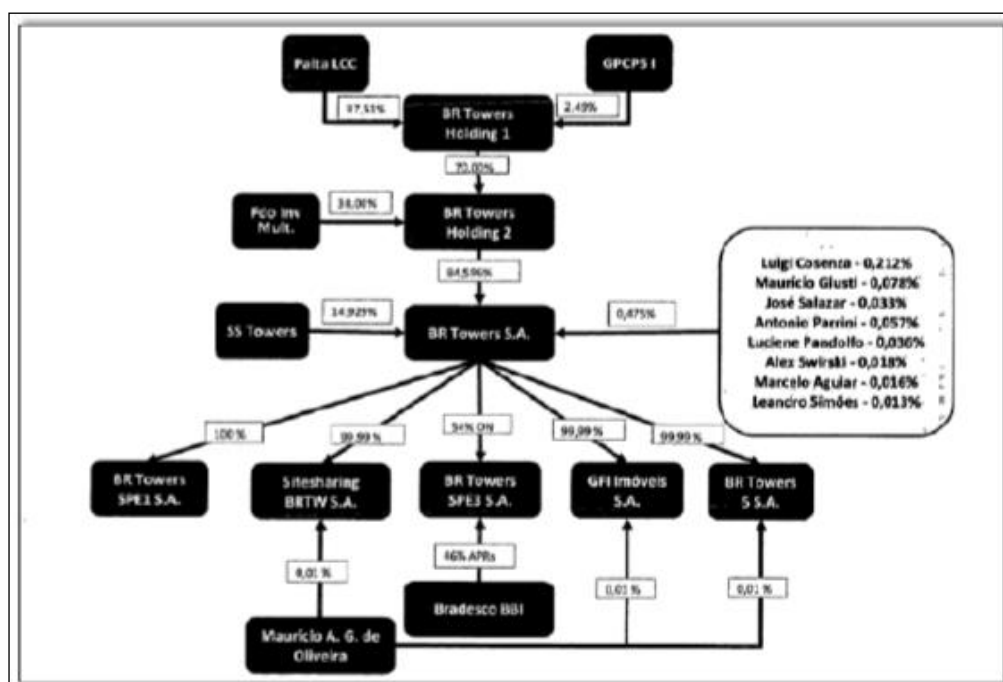 Palta LCC
GPCPS I
97,51%
2,49%
BR Towers
Holding 1
70,00%
Fdo Inv
Mult.
BR Towers
Holding 2
84,596%
Luigi Cosenza - 0,212%
Mauricio Giusti - 0,078%
José Salazar - 0,033%
Antonio Parrini - 0,057%
Luciene Pandolfo - 0,036%
Alex Swirski - 0,018%
Marcelo Aguiar - 0,016%
Leandro Simões - 0,013%
SS Towers
14,929%
BR Towers S.A.
0,475%
100%
99,99 %
54% ON
99,99 %
99,99 %
BR Towers
SPE1 S.A.
Sitesharing
BRTW S.A.
BR Towers
SPE3 S.A.
GFI Imóveis
S.A.
BR Towers
5 S.A.
0,01 %
46% APRs
0,01 %
0,01 %
Bradesco BBI
Mauricio A. G. de
Oliveira